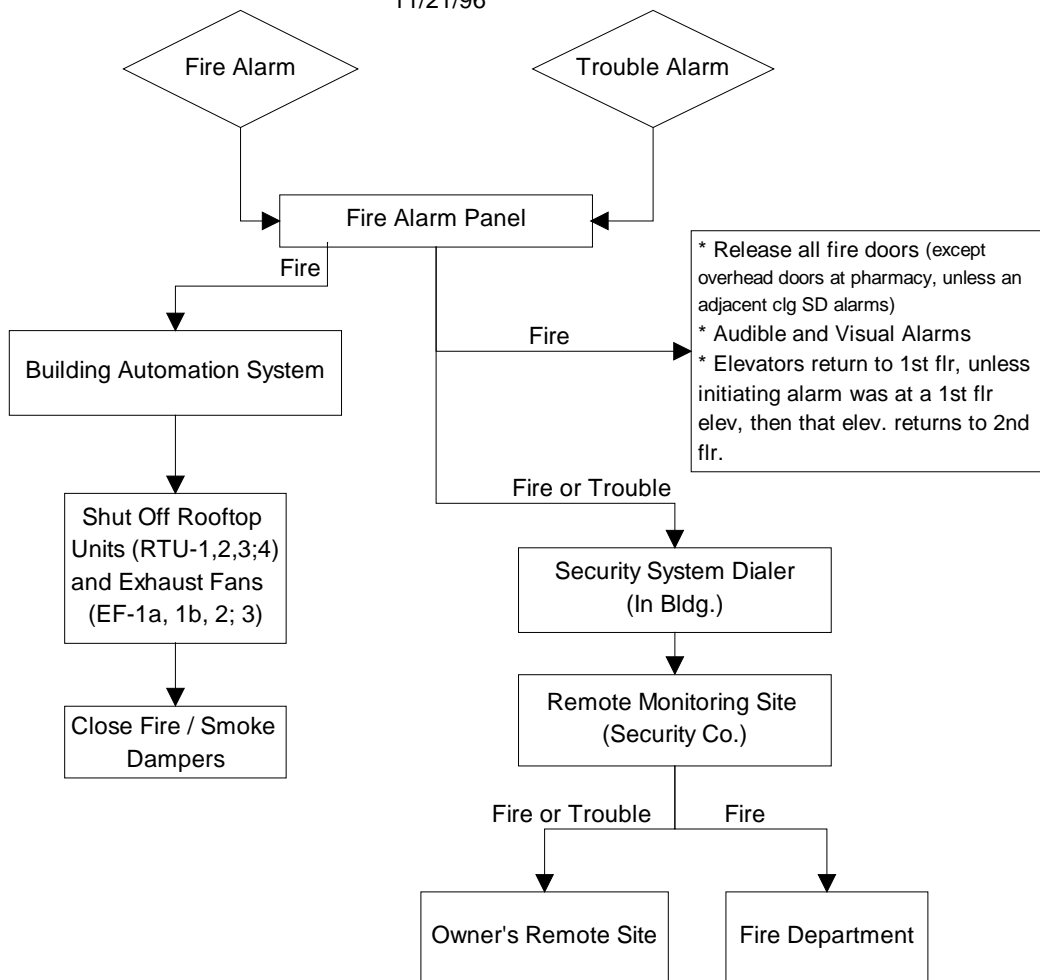 11/21/96
Fire Alarm
Trouble Alarm
Fire Alarm Panel
Fire
* Release all fire doors (except
overhead doors at pharmacy, unless an
adjacent clg SD alarms)
* Audible and Visual Alarms
* Elevators return to 1st flr, unless
initiating alarm was at a 1st flr
elev, then that elev. returns to 2nd
flr.
Fire
Building Automation System
Fire or Trouble
Shut Off Rooftop
Units (RTU-1,2,3;4)
and Exhaust Fans
(EF-1a, 1b, 2; 3)
Security System Dialer
(In Bldg.)
Remote Monitoring Site
(Security Co.)
Close Fire / Smoke
Dampers
Fire or Trouble
Fire
Owner's Remote Site
Fire Department